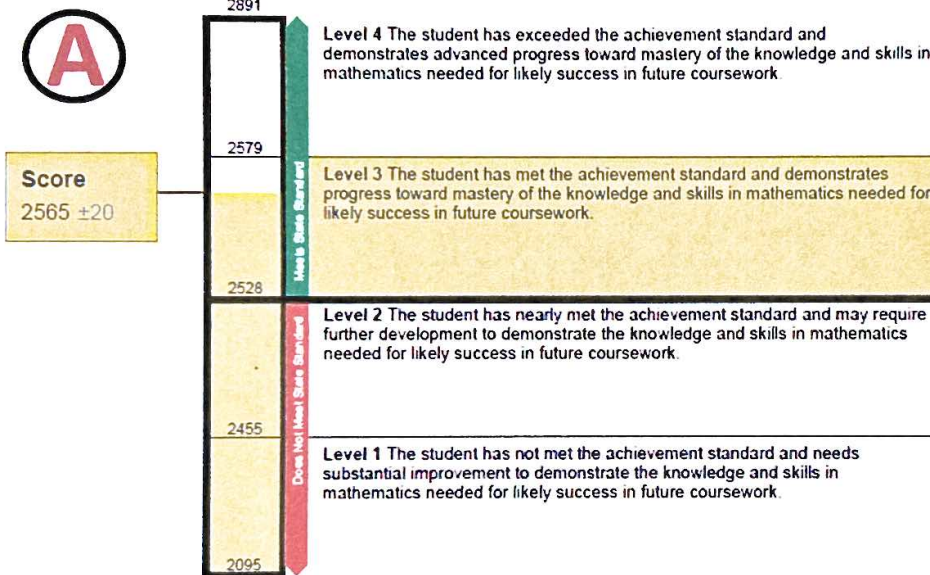 A
2891
Level 4 The student has exceeded the achievement standard and
demonstrates advanced progress toward mastery of the knowledge and skills in
mathematics needed for likely success in future coursework.
2579
Score
2565 ±20
Meets State Standard
Level 3 The student has met the achievement standard and demonstrates
progress toward mastery of the knowledge and skills in mathematics needed for
likely success in future coursework.
2528
Level 2 The student has nearly met the achievement standard and may require
further development to demonstrate the knowledge and skills in mathematics
needed for likely success in future coursework.
Does Not Meet State Standard
2455
Level 1 The student has not met the achievement standard and needs
substantial improvement to demonstrate the knowledge and skills in
mathematics needed for likely success in future coursework.
2095